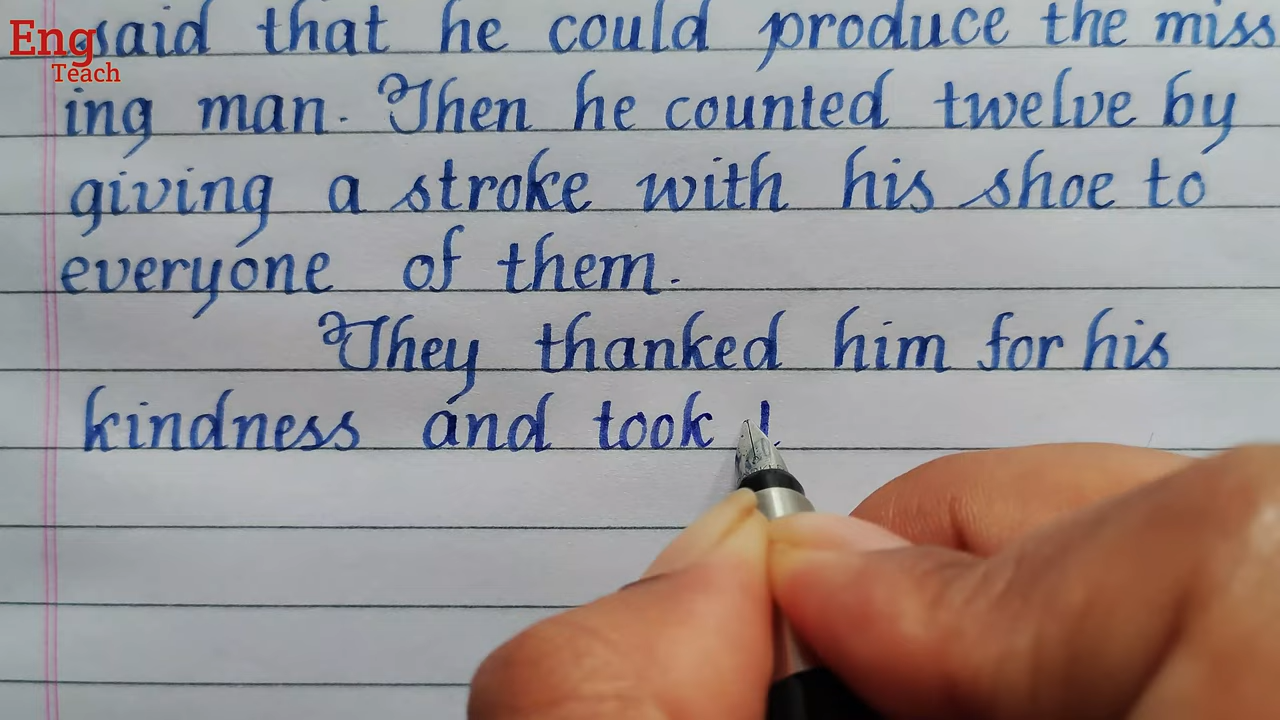 Eng
Teach
said that he could produce the miss
ing man. Then he counted twelve by
giving a stroke with his shoe to
everyone of them.
They thanked him for his
kindness and took